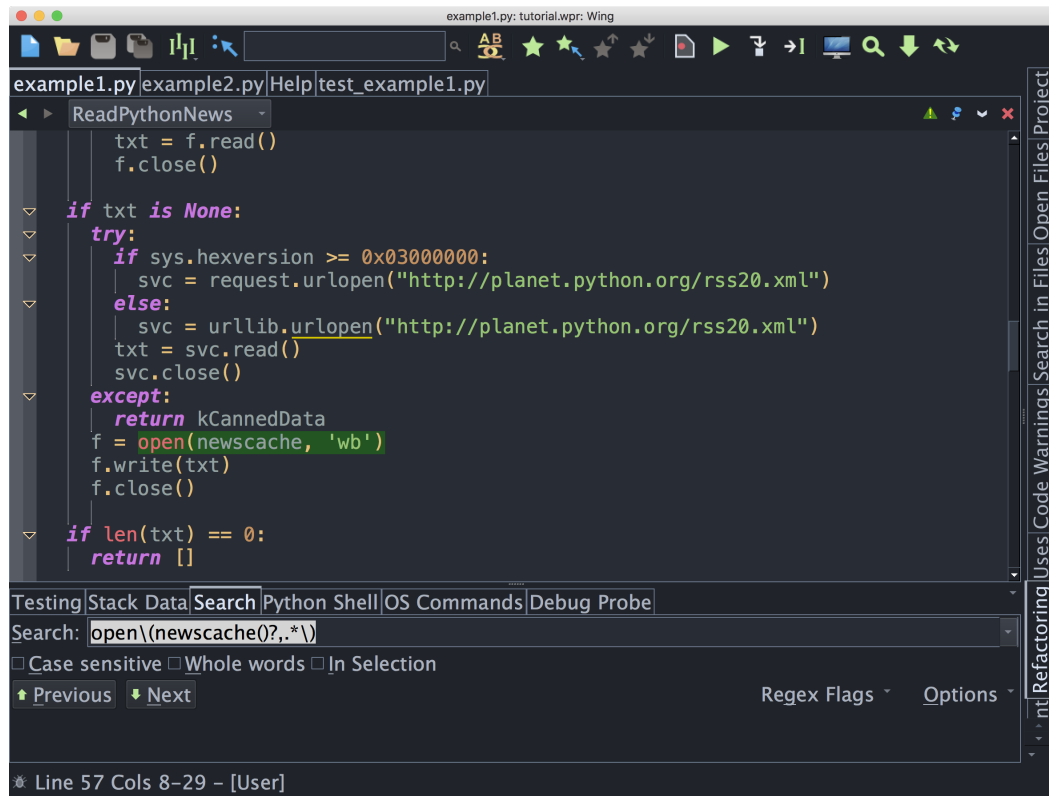 example1.py: tutorial.wpr: Wing
AB
example1.py example2.py Help test_example1.py
ReadPythonNews
txt = f.read()
f.close()
if txt is None:
try:
if sys.hexversion >= 0x03000000:
svc = request.urlopen("http://planet.python.org/rss20.xml")
else:
svc = urllib.urlopen("http://planet.python.org/rss20.xml")
txt = svc.read()
svc.close()
except:
return kCannedData
f = open(newscache, 'wb')
f.write(txt)
f.close()
if len(txt) == 0:
return []
Project
Open Files
Search in Files
Code Warnings
Uses
Refactoring
nt
Testing Stack Data Search Python Shell OS Commands Debug Probe
Search: open\(newscache()?,.*\)
Case sensitive Whole words In Selection
Previous Next Regex Flags Options
Line 57 Cols 8-29 – [User]